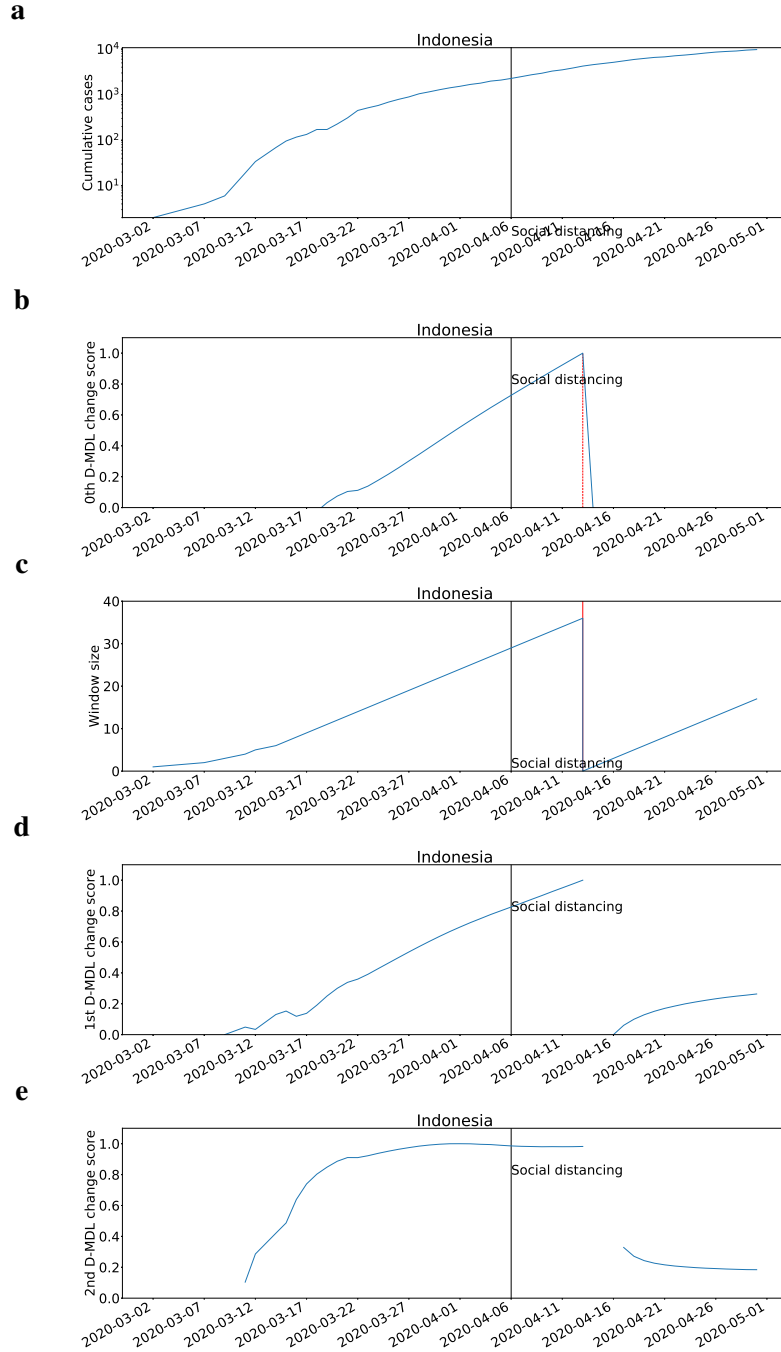 a
Indonesia
Cumulative cases
10^4
10^3
10^2
10^1
Social distancing
2020-03-02 2020-03-07 2020-03-12 2020-03-17 2020-03-22 2020-03-27 2020-04-01 2020-04-06 2020-04-11 2020-04-16 2020-04-21 2020-04-26 2020-05-01
b
Indonesia
0th D-MDL change score
1.0
0.8
0.6
0.4
0.2
0.0
Social distancing
2020-03-02 2020-03-07 2020-03-12 2020-03-17 2020-03-22 2020-03-27 2020-04-01 2020-04-06 2020-04-11 2020-04-16 2020-04-21 2020-04-26 2020-05-01
c
Indonesia
Window size
40
30
20
10
0
Social distancing
2020-03-02 2020-03-07 2020-03-12 2020-03-17 2020-03-22 2020-03-27 2020-04-01 2020-04-06 2020-04-11 2020-04-16 2020-04-21 2020-04-26 2020-05-01
d
Indonesia
1st D-MDL change score
1.0
0.8
0.6
0.4
0.2
0.0
Social distancing
2020-03-02 2020-03-07 2020-03-12 2020-03-17 2020-03-22 2020-03-27 2020-04-01 2020-04-06 2020-04-11 2020-04-16 2020-04-21 2020-04-26 2020-05-01
e
Indonesia
2nd D-MDL change score
1.0
0.8
0.6
0.4
0.2
0.0
Social distancing
2020-03-02 2020-03-07 2020-03-12 2020-03-17 2020-03-22 2020-03-27 2020-04-01 2020-04-06 2020-04-11 2020-04-16 2020-04-21 2020-04-26 2020-05-01